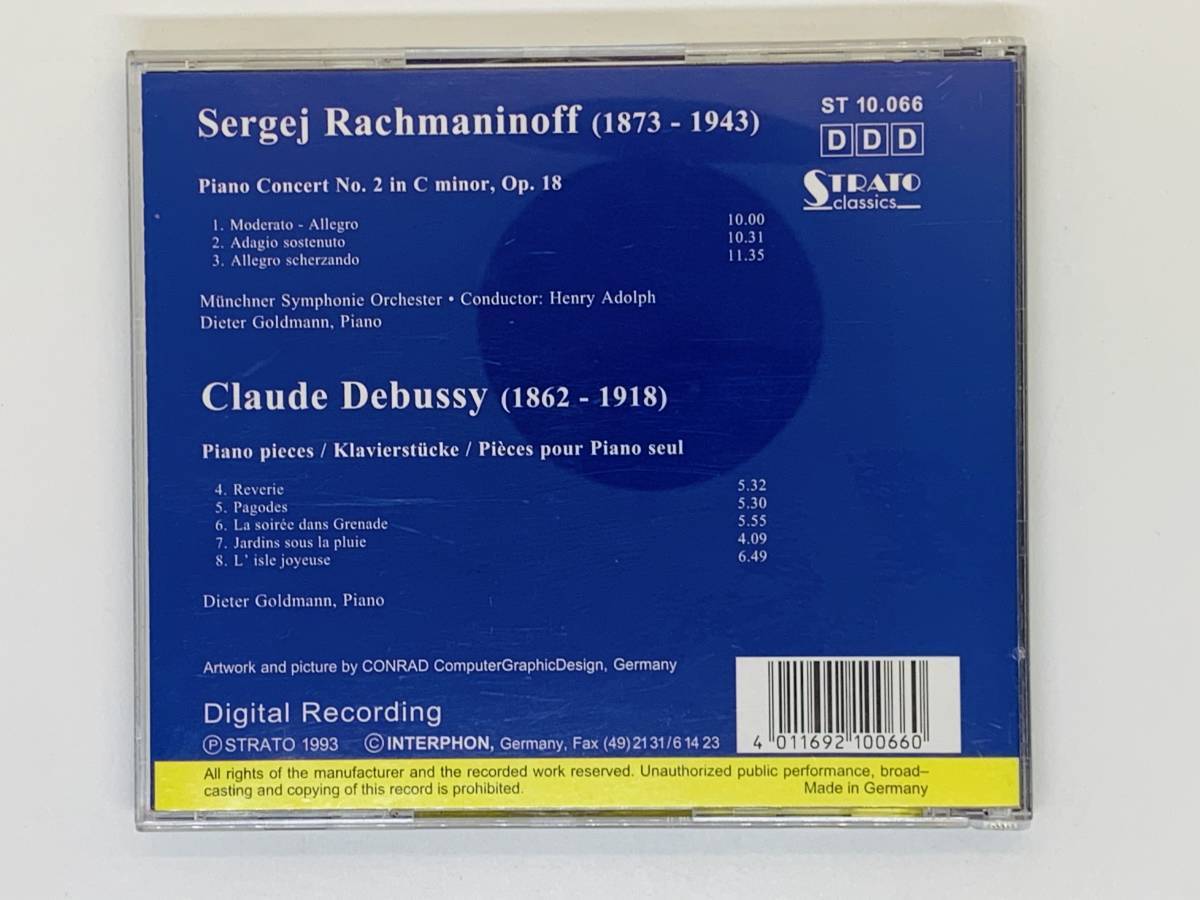 Sergej Rachmaninoff (1873 - 1943)
ST 10.066
DDD
STRATO
classics
Piano Concert No. 2 in C minor, Op. 18
1. Moderato - Allegro 10.00
2. Adagio sostenuto 10.31
3. Allegro scherzando 11.35
Münchner Symphonie Orchester • Conductor: Henry Adolph
Dieter Goldmann, Piano
Claude Debussy (1862 - 1918)
Piano pieces / Klavierstücke / Pièces pour Piano seul
4. Reverie 5.32
5. Pagodes 5.30
6. La soirée dans Grenade 5.55
7. Jardins sous la pluie 4.09
8. L' isle joyeuse 6.49
Dieter Goldmann, Piano
Artwork and picture by CONRAD ComputerGraphicDesign, Germany
Digital Recording
Ⓟ STRATO 1993 © INTERPHON, Germany, Fax (49) 21 31/6 14 23
4 011692 100660
All rights of the manufacturer and the recorded work reserved. Unauthorized public performance, broad–
casting and copying of this record is prohibited. Made in Germany